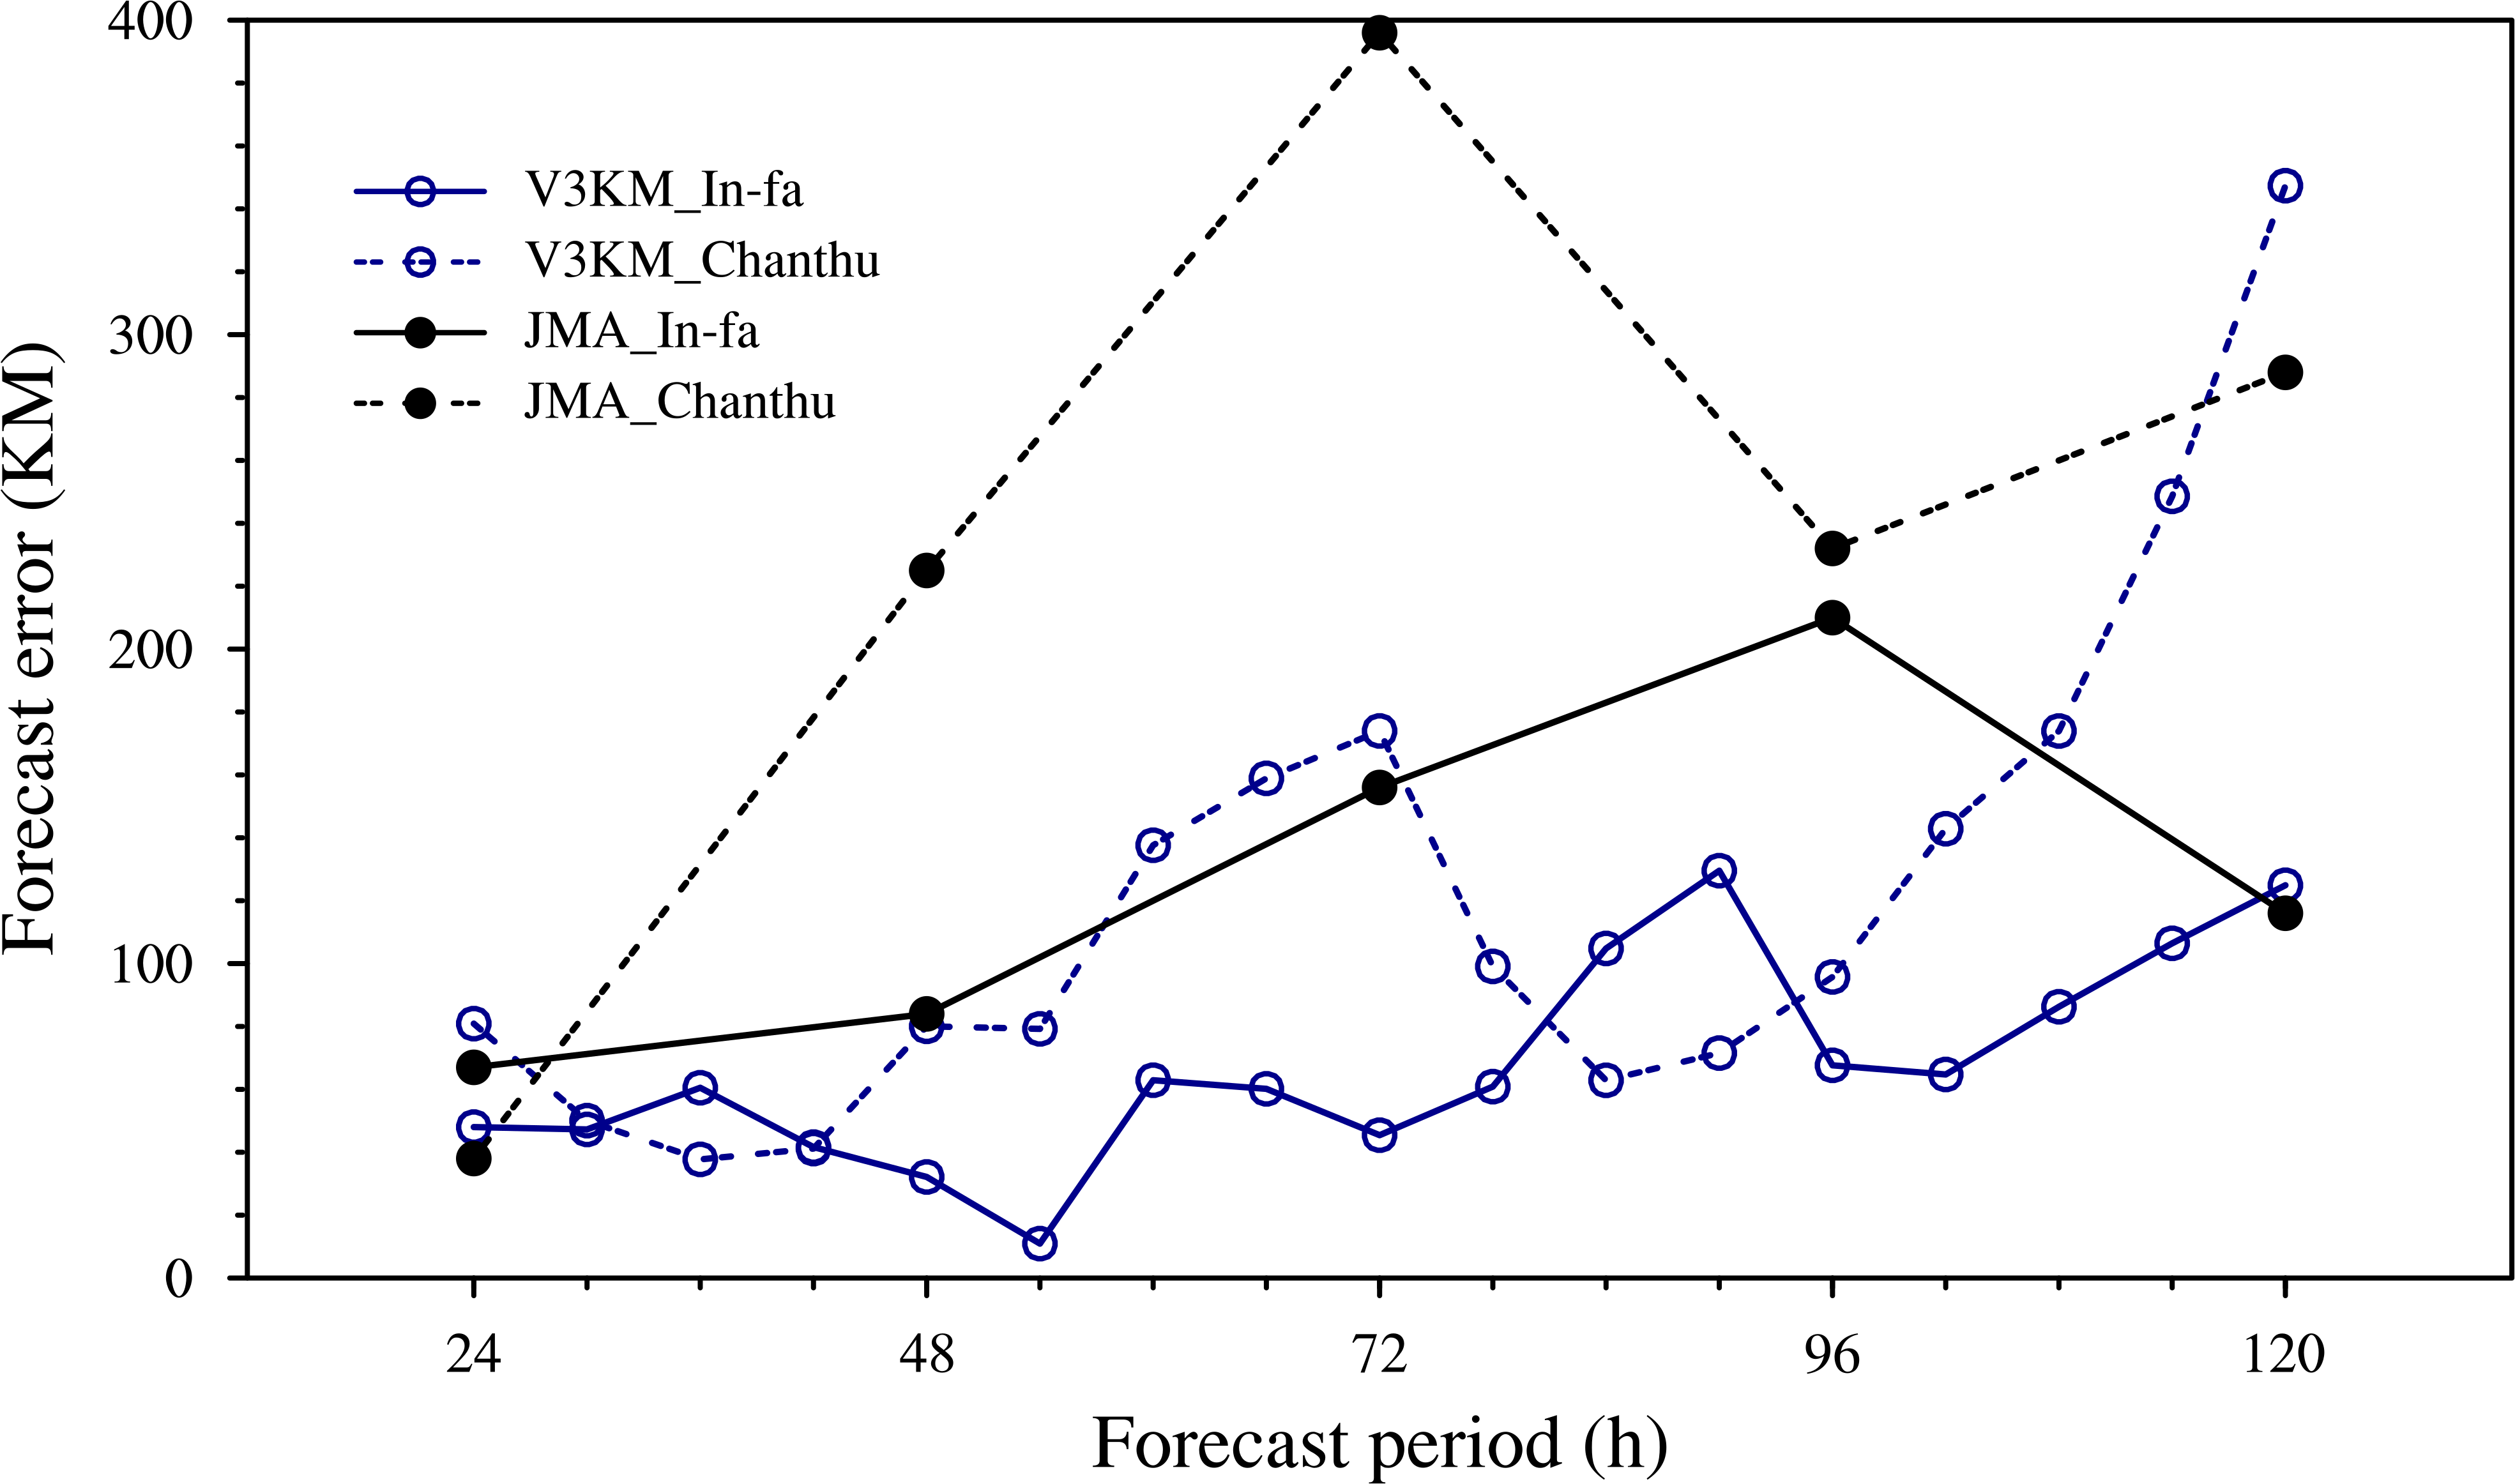 400
300
200
100
0
Forecast error (KM)
V3KM_In-fa
V3KM_Chanthu
JMA_In-fa
JMA_Chanthu
24 48 72 96 120
Forecast period (h)